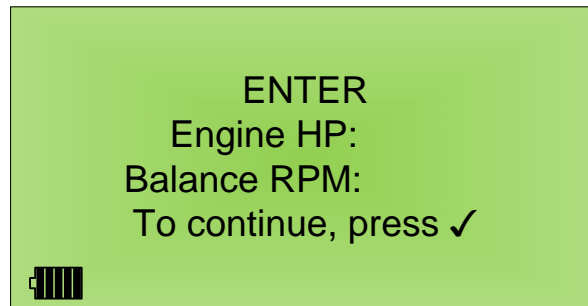 ENTER
Engine HP:
Balance RPM:
To continue, press ✓